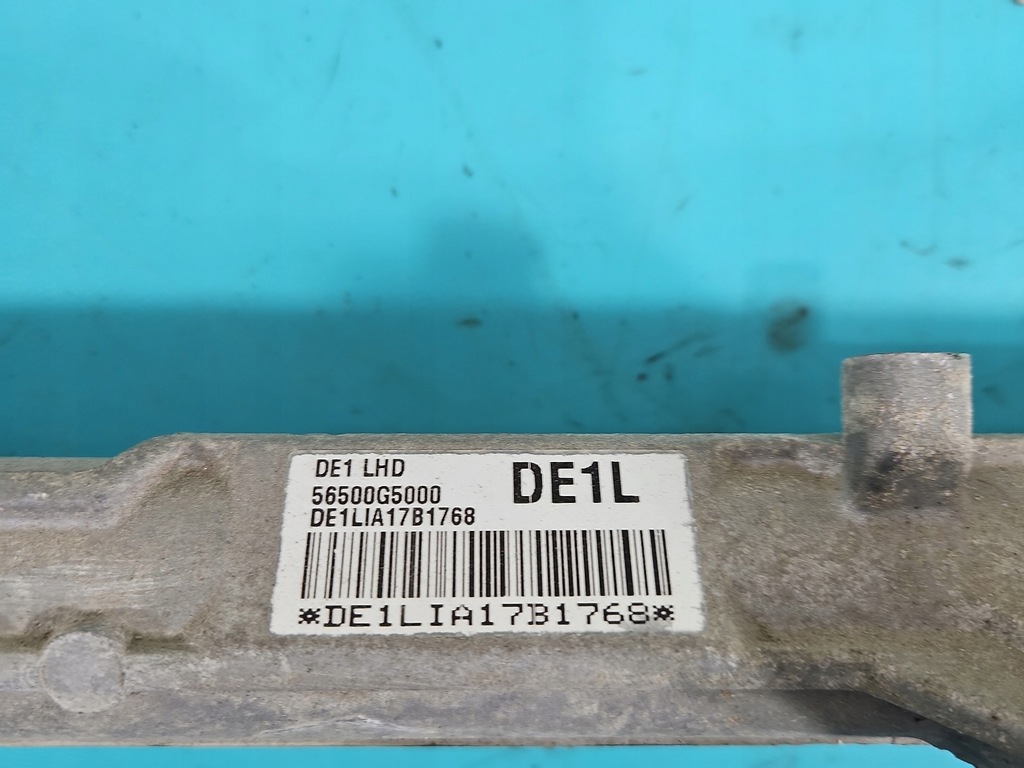 DE1 LHD
DE1L
56500G5000
DE1LIA17B1768
*DE1LIA17B1768*